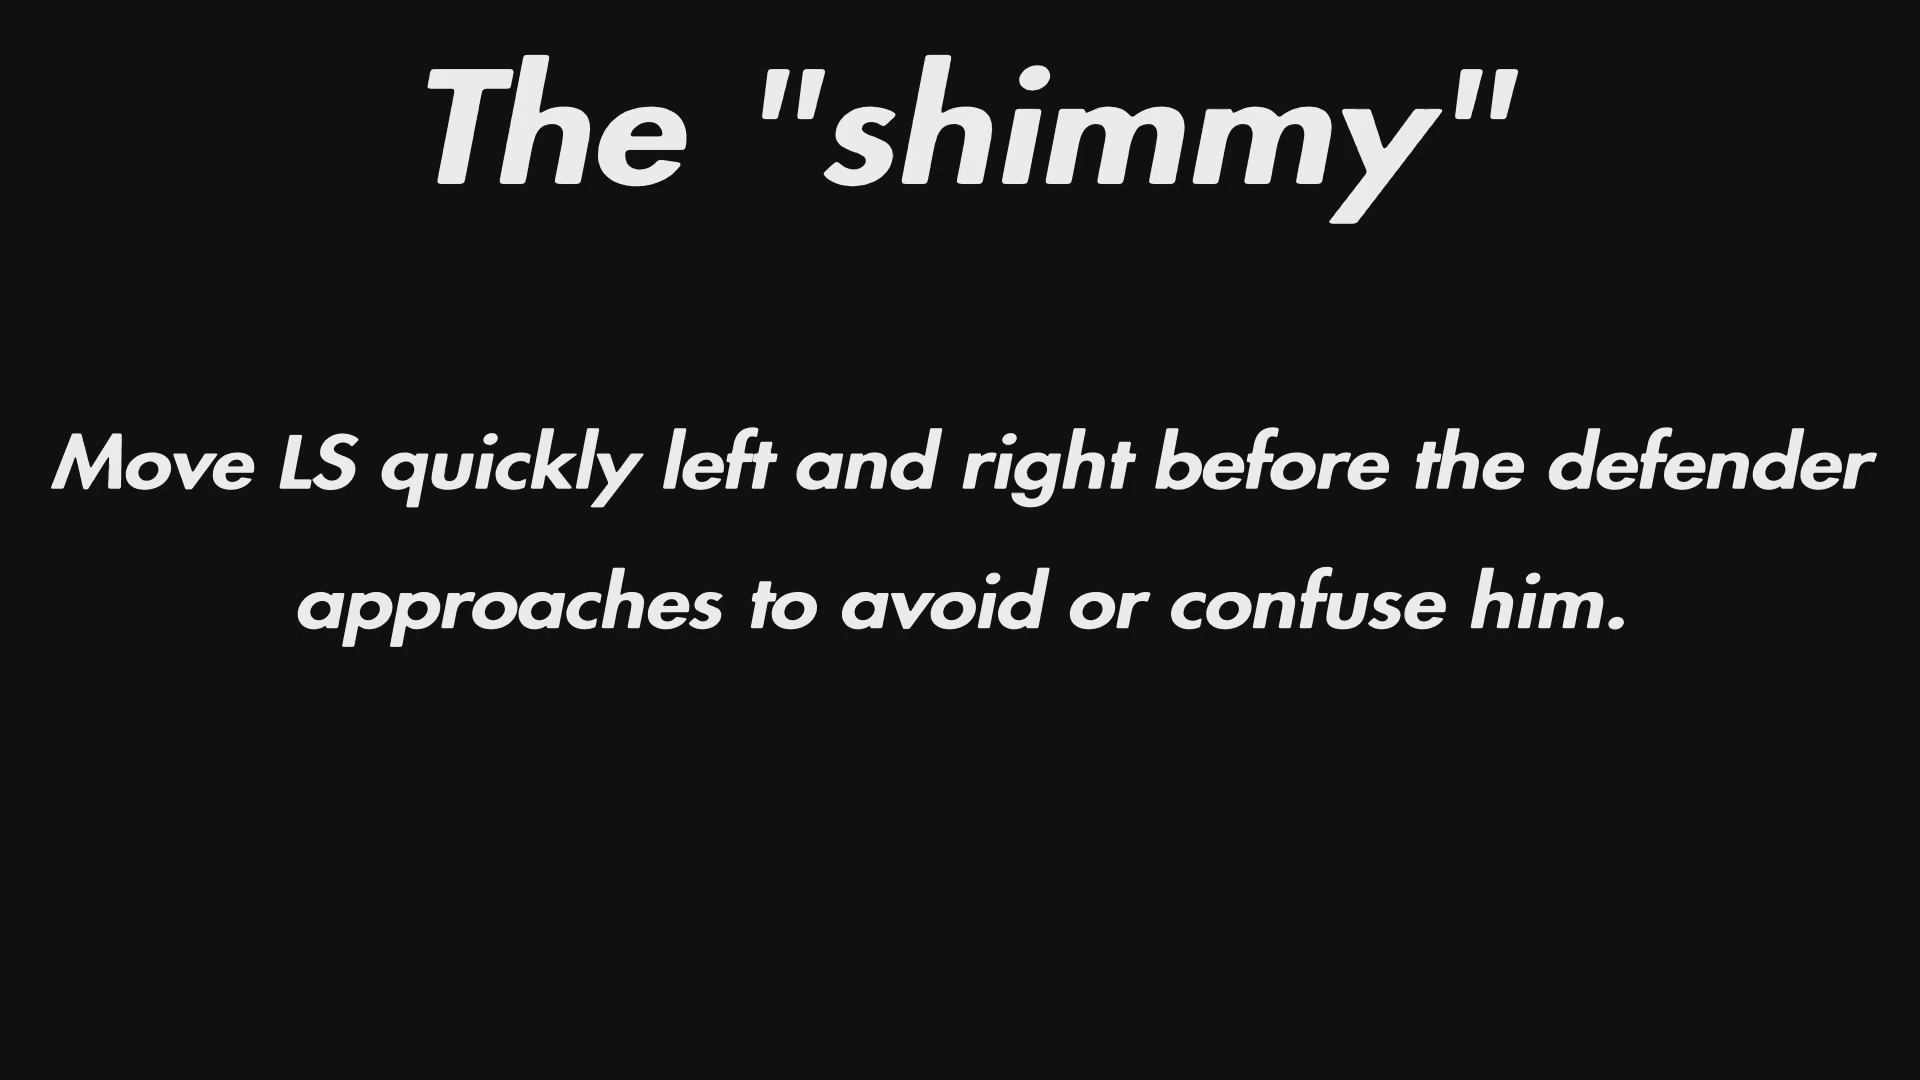 The "shimmy"
Move LS quickly left and right before the defender
approaches to avoid or confuse him.